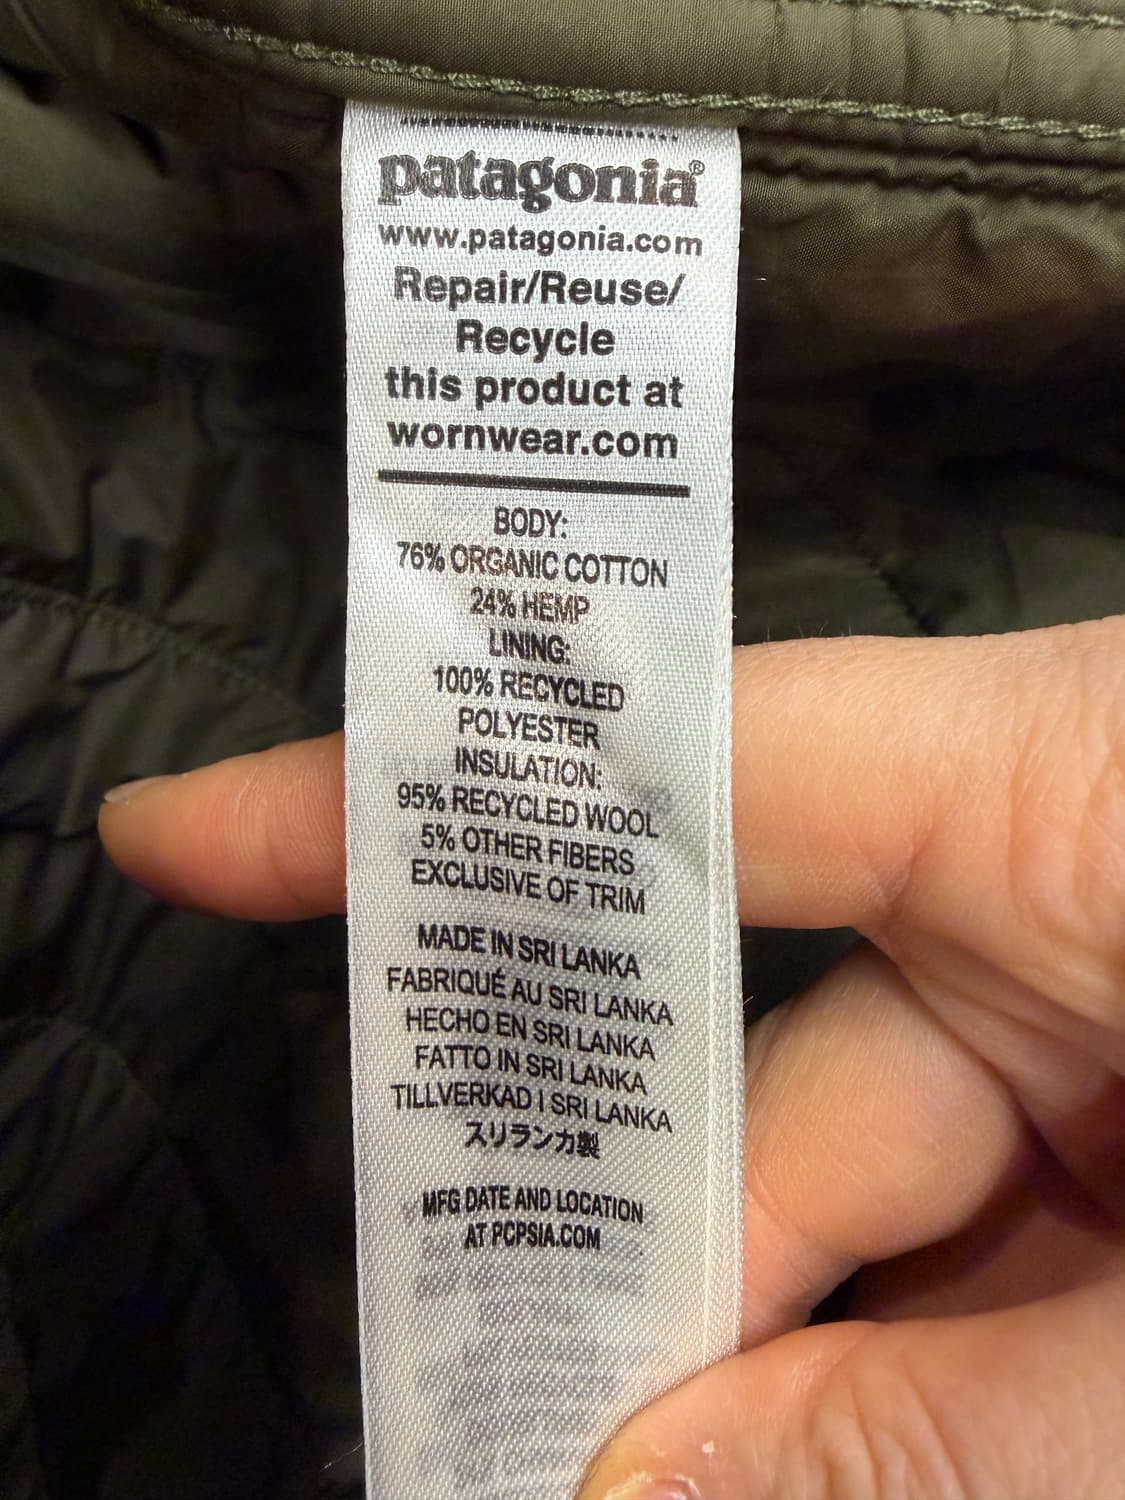 patagonia®
www.patagonia.com
Repair/Reuse/
Recycle
this product at
wornwear.com
BODY:
76% ORGANIC COTTON
24% HEMP
LINING:
100% RECYCLED
POLYESTER
INSULATION:
95% RECYCLED WOOL
5% OTHER FIBERS
EXCLUSIVE OF TRIM
MADE IN SRI LANKA
FABRIQUÉ AU SRI LANKA
HECHO EN SRI LANKA
FATTO IN SRI LANKA
TILLVERKAD I SRI LANKA
スリランカ製
MFG DATE AND LOCATION
AT PCPSIA.COM